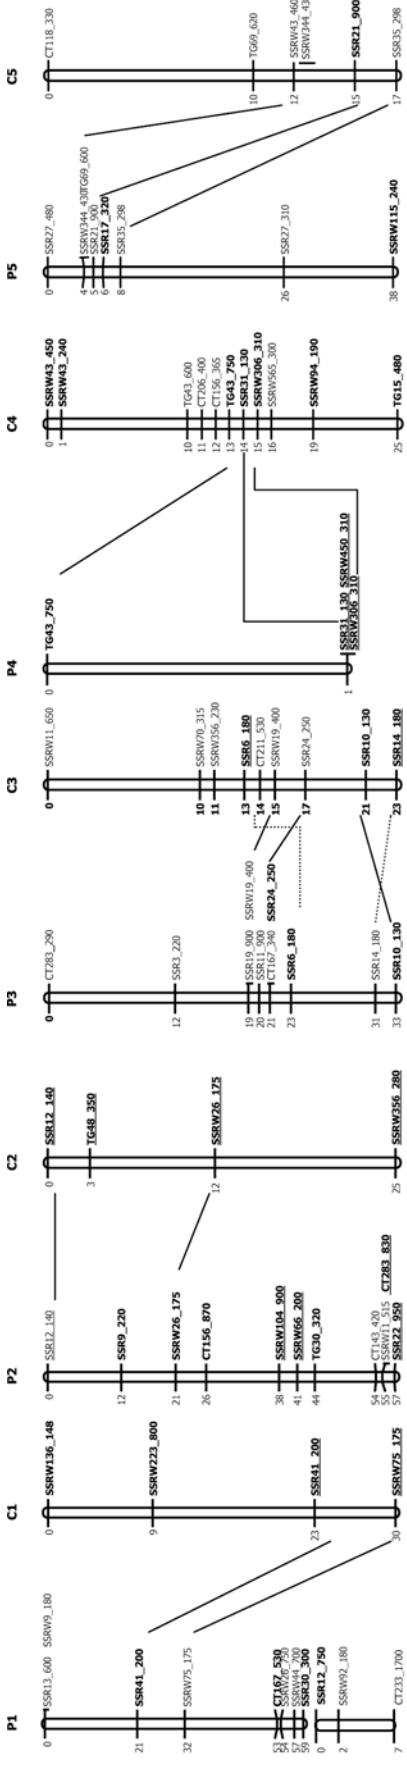 P1
0 SSR13_600 SSRW9_180
21 SSR41_200
32 SSRW75_175
53 CT167_530
54 SSRW26_750
57 SSRW44_700
59 SSR30_300
0 SSR12_750
2 SSRW92_180
7 CT233_1700
C1
0 SSRW136_148
9 SSRW223_800
23 SSR41_200
30 SSRW75_175
P2
0 SSR12_140
12 SSR9_220
21 SSRW26_175
26 CT156_870
38 SSRW104_900
41 SSRW66_200
44 TG30_320
54 CT143_420
55 SSRW11_515 CT283_830
57 SSR22_950
C2
0 SSR12_140
3 TG48_350
12 SSRW26_175
25 SSRW356_280
P3
0 CT283_290
12 SSR3_220
19 SSR19_900 SSRW19_400
20 SSR11_900
21 CT167_340 SSR24_250
23 SSR6_180
31 SSR14_180
33 SSR10_130
C3
0 SSRW11_650
10 SSRW70_315
11 SSRW356_230
13 SSR6_180
14 CT211_530
15 SSRW19_400
17 SSR24_250
21 SSR10_130
23 SSR14_180
P4
0 TG43_750
1 SSR31_130 SSRW450_310
SSRW306_310
C4
0 SSRW43_450
1 SSRW43_240
10 TG43_600
11 CT206_400
12 CT156_365
13 TG43_750
14 SSR31_130
15 SSRW306_310
16 SSRW565_300
19 SSRW94_190
25 TG15_480
P5
0 SSR27_480
4 SSRW344_430 TG69_600
5 SSR21_900
6 SSR17_320
8 SSR35_298
26 SSR27_310
38 SSRW115_240
C5
0 CT118_330
10 TG69_620
12 SSRW43_460
15 SSR21_900
17 SSR35_298